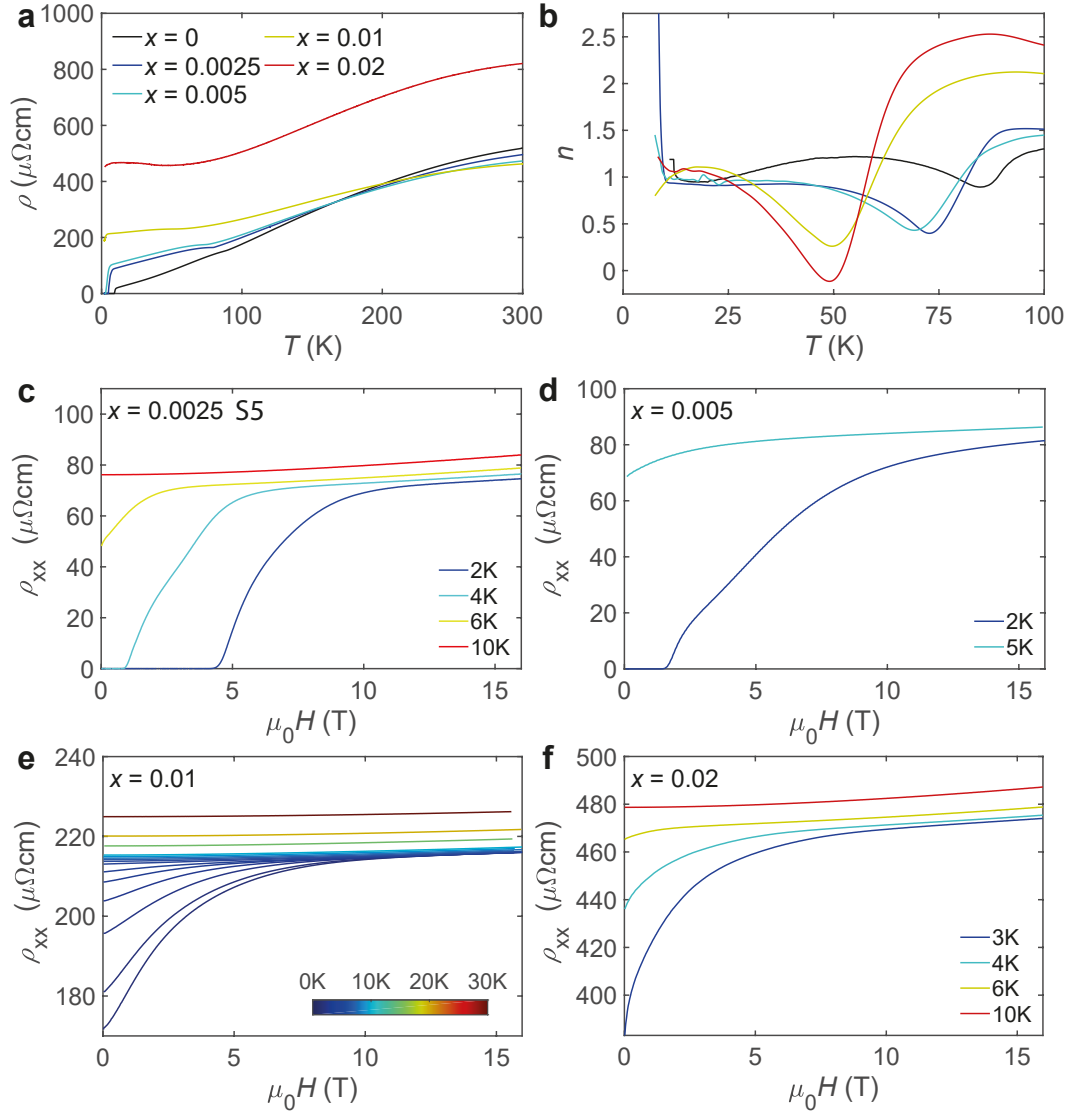 a
1000
800
600
400
200
0
ρ (μΩcm)
x = 0
x = 0.0025
x = 0.005
x = 0.01
x = 0.02
0 100 200 300
T (K)
b
2.5
2
1.5
1
0.5
0
n
0 25 50 75 100
T (K)
c
x = 0.0025 S5
100
80
60
40
20
0
ρxx (μΩcm)
2K
4K
6K
10K
0 5 10 15
μ0H (T)
d
x = 0.005
100
80
60
40
20
0
ρxx (μΩcm)
2K
5K
0 5 10 15
μ0H (T)
e
x = 0.01
240
220
200
180
ρxx (μΩcm)
0K 10K 20K 30K
0 5 10 15
μ0H (T)
f
x = 0.02
500
480
460
440
420
400
ρxx (μΩcm)
3K
4K
6K
10K
0 5 10 15
μ0H (T)